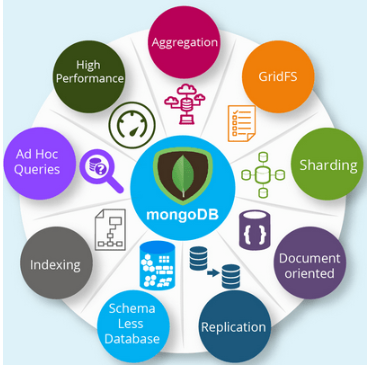 Aggregation
GridFS
Sharding
Document
oriented
Replication
Schema
Less
Database
Indexing
Ad Hoc
Queries
High
Performance
mongoDB